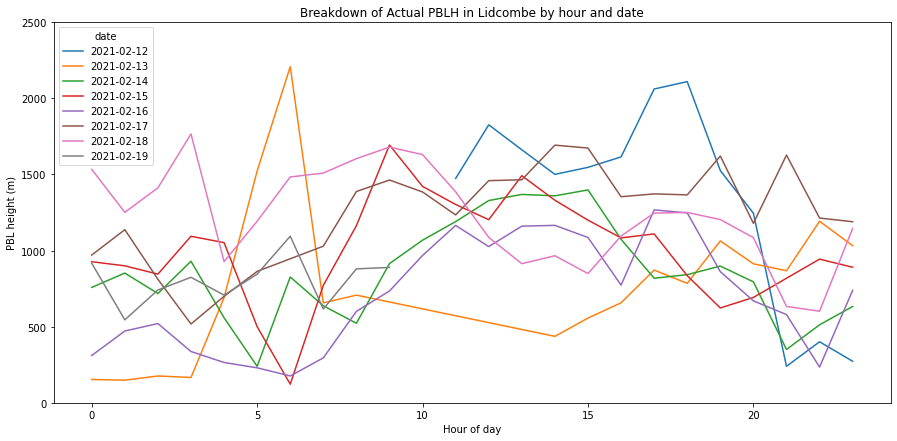 Breakdown of Actual PBLH in Lidcombe by hour and date
2500
2000
1500
1000
500
0
PBL height (m)
date
2021-02-12
2021-02-13
2021-02-14
2021-02-15
2021-02-16
2021-02-17
2021-02-18
2021-02-19
0 5 10 15 20
Hour of day